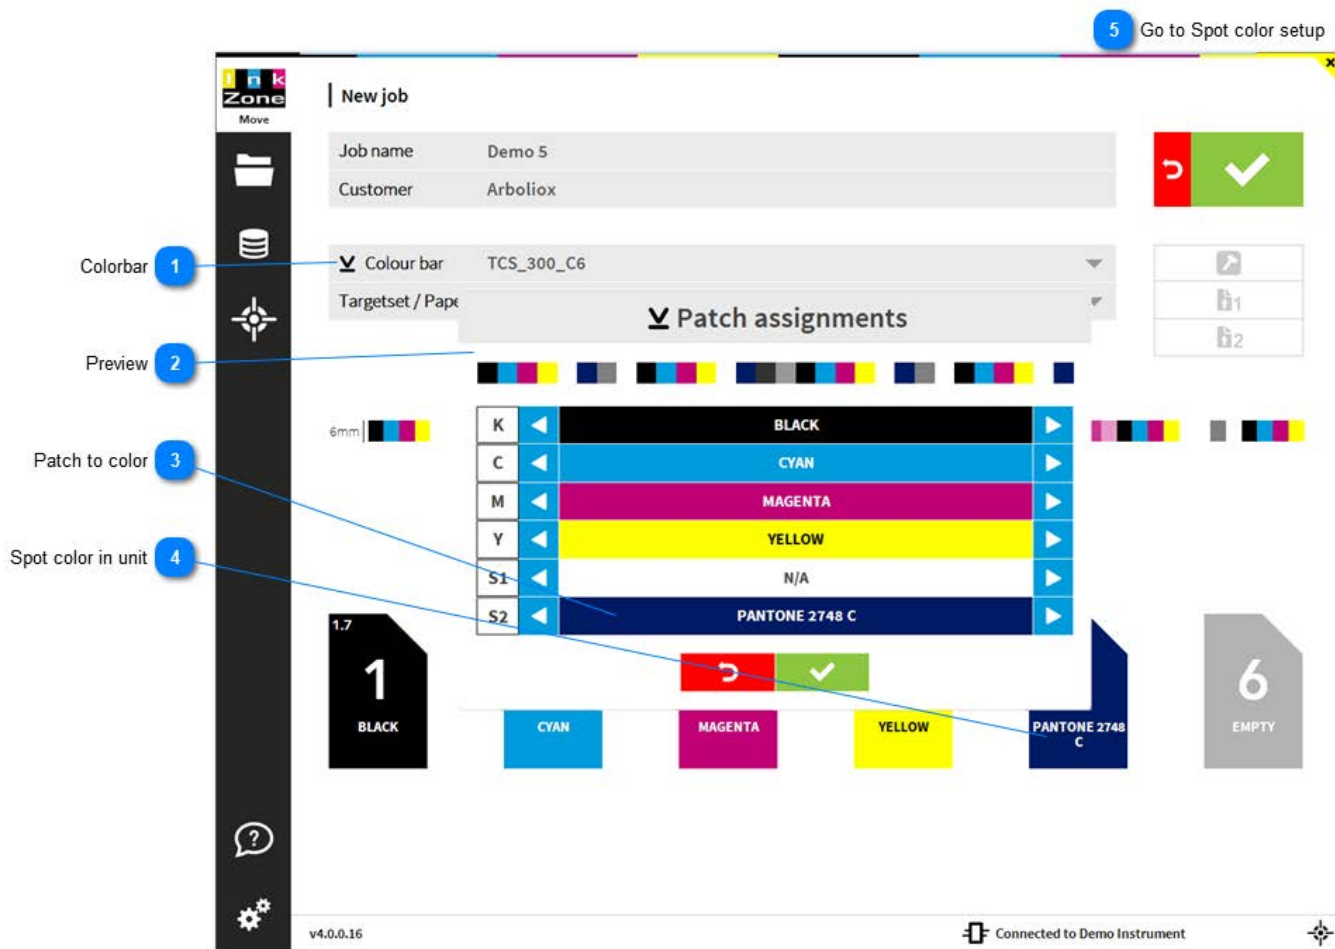 5 Go to Spot color setup
Ink
Zone
Move
New job
Job name Demo 5
Customer Arboliox
Colorbar 1
Colour bar TCS_300_C6
Targetset / Pape
Patch assignments
1
2
Preview 2
6mm
K BLACK
C CYAN
M MAGENTA
Y YELLOW
S1 N/A
S2 PANTONE 2748 C
Patch to color 3
Spot color in unit 4
1.7
1
BLACK
CYAN
MAGENTA
YELLOW
PANTONE 2748
C
6
EMPTY
?
v4.0.0.16
Connected to Demo Instrument